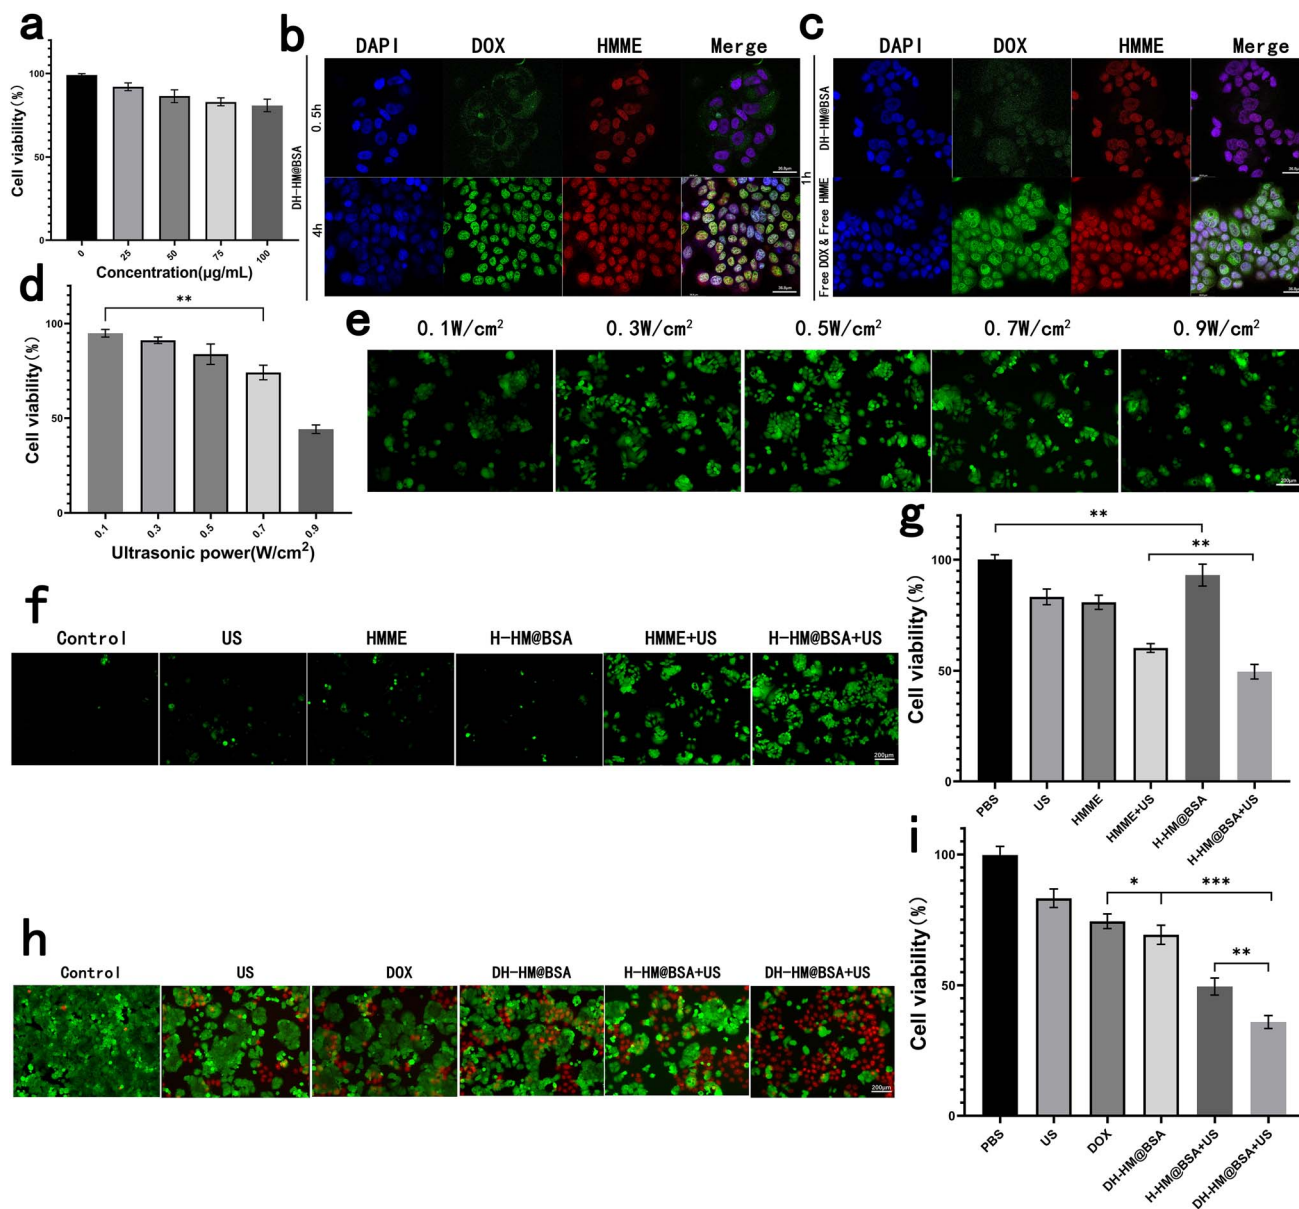 a
Cell viability(%)
100
50
0
0
25
50
75
100
Concentration(μg/mL)
b
DAPI
DOX
HMME
Merge
DH-HM@BSA
0.5h
4h
c
DAPI
DOX
HMME
Merge
1h
DH-HM@BSA
Free DOX & Free HMME
d
Cell viability(%)
**
100
50
0
0.1
0.3
0.5
0.7
0.9
Ultrasonic power(W/cm²)
e
0.1W/cm²
0.3W/cm²
0.5W/cm²
0.7W/cm²
0.9W/cm²
200μm
f
Control
US
HMME
H-HM@BSA
HMME+US
H-HM@BSA+US
200μm
g
Cell viability(%)
**
**
100
50
0
PBS
US
HMME
HMME+US
H-HM@BSA
H-HM@BSA+US
h
Control
US
DOX
DH-HM@BSA
H-HM@BSA+US
DH-HM@BSA+US
200μm
i
Cell viability(%)
*
***
**
100
50
0
PBS
US
DOX
DH-HM@BSA
H-HM@BSA+US
DH-HM@BSA+US